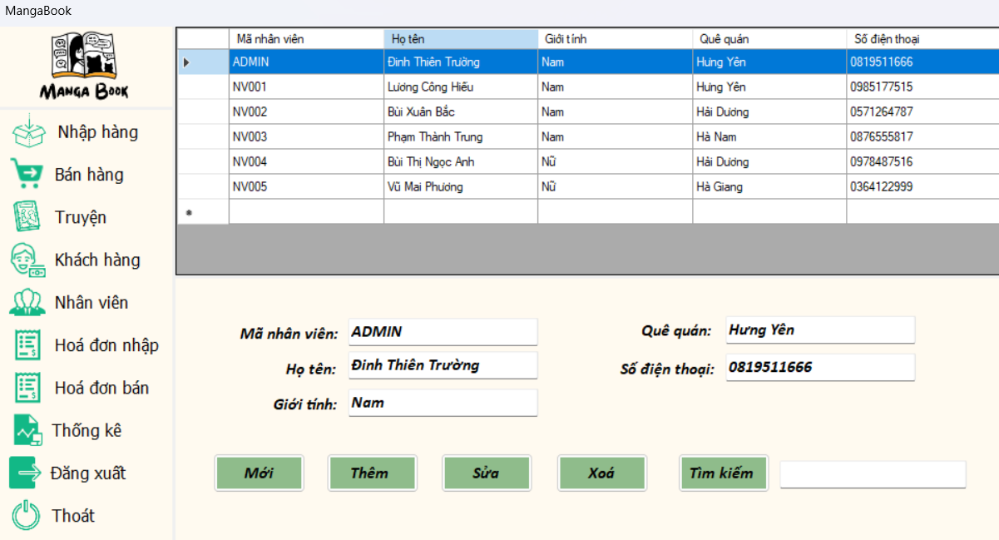 MangaBook
MANGA BOOK
Nhập hàng
Bán hàng
Truyện
Khách hàng
Nhân viên
Hoá đơn nhập
Hoá đơn bán
Thống kê
Đăng xuất
Thoát
Mã nhân viên Họ tên Giới tính Quê quán Số điện thoại
ADMIN Đinh Thiên Trường Nam Hưng Yên 0819511666
NV001 Lương Công Hiếu Nam Hưng Yên 0985177515
NV002 Bùi Xuân Bắc Nam Hải Dương 0571264787
NV003 Phạm Thành Trung Nam Hà Nam 0876555817
NV004 Bùi Thị Ngọc Anh Nữ Hải Dương 0978487516
NV005 Vũ Mai Phương Nữ Hà Giang 0364122999
Mã nhân viên: ADMIN
Họ tên: Đinh Thiên Trường
Giới tính: Nam
Quê quán: Hưng Yên
Số điện thoại: 0819511666
Mới Thêm Sửa Xoá Tìm kiếm